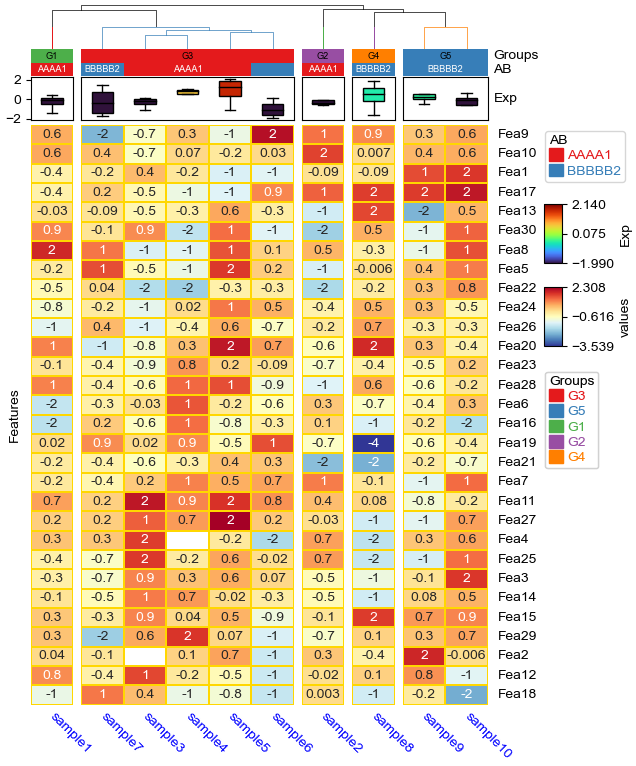 G1 G3 G2 G4 G5 Groups
AAAA1 BBBBB2 AAAA1 AAAA1 BBBBB2 BBBBB2 AB
2
0
−2
Exp
0.6 -2 -0.7 0.3 -1 2 1 0.9 0.3 0.6 Fea9
0.6 0.4 -0.7 0.07 -0.2 0.03 2 0.007 0.4 0.6 Fea10
-0.4 -0.2 0.4 -0.2 -1 -1 -0.09 -0.09 1 2 Fea1
-0.4 0.2 -0.5 -1 -1 0.9 1 2 2 2 Fea17
-0.03 -0.09 -0.5 -0.3 0.6 -0.3 -1 2 -2 0.5 Fea13
0.9 -0.1 0.9 -2 1 -1 -2 0.5 -0.3 1 Fea30
2 1 -1 -1 1 0.1 0.5 -0.3 -1 1 Fea8
-0.2 1 -0.5 -1 2 0.2 -1 -0.006 0.4 1 Fea5
-0.5 0.04 -2 -2 -0.3 -0.3 -2 -0.2 0.3 0.8 Fea22
-0.8 -0.2 -1 0.02 1 0.5 -0.4 0.5 0.3 -0.5 Fea24
-1 0.4 -1 -0.4 0.6 -0.7 -0.2 0.7 -0.3 -0.3 Fea26
1 -1 -0.8 0.3 2 0.7 -0.6 2 0.3 -0.4 Fea20
-0.1 -0.4 -0.9 0.8 0.2 -0.09 -0.7 -0.4 -0.5 0.2 Fea23
1 -0.4 -0.6 1 1 -0.9 -1 0.6 -0.6 -0.2 Fea28
-2 -0.3 -0.03 1 -0.2 -0.6 0.3 -0.7 -0.4 0.3 Fea6
-2 0.2 -0.6 1 -0.8 -0.3 0.1 -1 -0.2 -2 Fea16
0.02 0.9 0.02 0.9 -0.5 1 -0.7 -4 -0.6 -0.4 Fea19
-0.2 -0.4 -0.6 -0.3 0.4 0.3 -2 -2 -0.2 -0.7 Fea21
-0.2 -0.4 0.2 1 0.5 0.7 1 -0.1 -1 1 Fea7
0.7 0.2 2 0.9 2 0.8 0.4 0.08 -0.8 -0.2 Fea11
0.2 0.2 1 0.7 2 0.2 -0.03 -1 -1 0.7 Fea27
0.3 0.3 2 -0.2 -2 0.7 -2 0.3 0.6 Fea4
-0.4 -0.7 2 -0.2 0.6 -0.02 0.7 -2 -1 1 Fea25
-0.3 -0.7 0.9 0.3 0.6 0.07 -0.5 -1 -0.1 2 Fea3
-0.1 -0.5 1 0.7 -0.02 -0.3 -0.5 -1 0.08 0.5 Fea14
0.3 -0.3 0.9 0.04 0.5 -0.9 -0.1 2 0.7 0.9 Fea15
0.3 -2 0.6 2 0.07 -1 -0.7 0.1 0.3 0.7 Fea29
0.04 -0.1 0.1 0.7 -1 0.3 -0.4 2 -0.006 Fea2
0.8 -0.4 1 -0.2 -0.5 -1 -0.02 0.12 0.8 -1 Fea12
-1 1 0.4 -1 -0.8 -1 0.003 -1 -0.2 -2 Fea18
Features
sample1 sample7 sample3 sample4 sample5 sample6 sample2 sample8 sample9 sample10
AB
AAAA1
BBBBB2
2.140
0.075
−1.990
Exp
2.308
−0.616
−3.539
values
Groups
G3
G5
G1
G2
G4